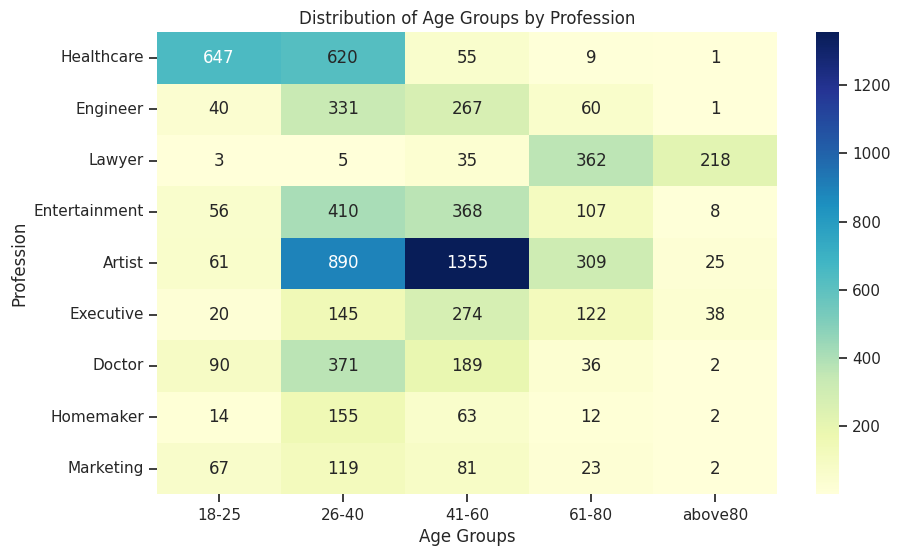 Distribution of Age Groups by Profession
Profession
Healthcare 647 620 55 9 1
Engineer 40 331 267 60 1
Lawyer 3 5 35 362 218
Entertainment 56 410 368 107 8
Artist 61 890 1355 309 25
Executive 20 145 274 122 38
Doctor 90 371 189 36 2
Homemaker 14 155 63 12 2
Marketing 67 119 81 23 2
18-25 26-40 41-60 61-80 above80
Age Groups
1200
1000
800
600
400
200